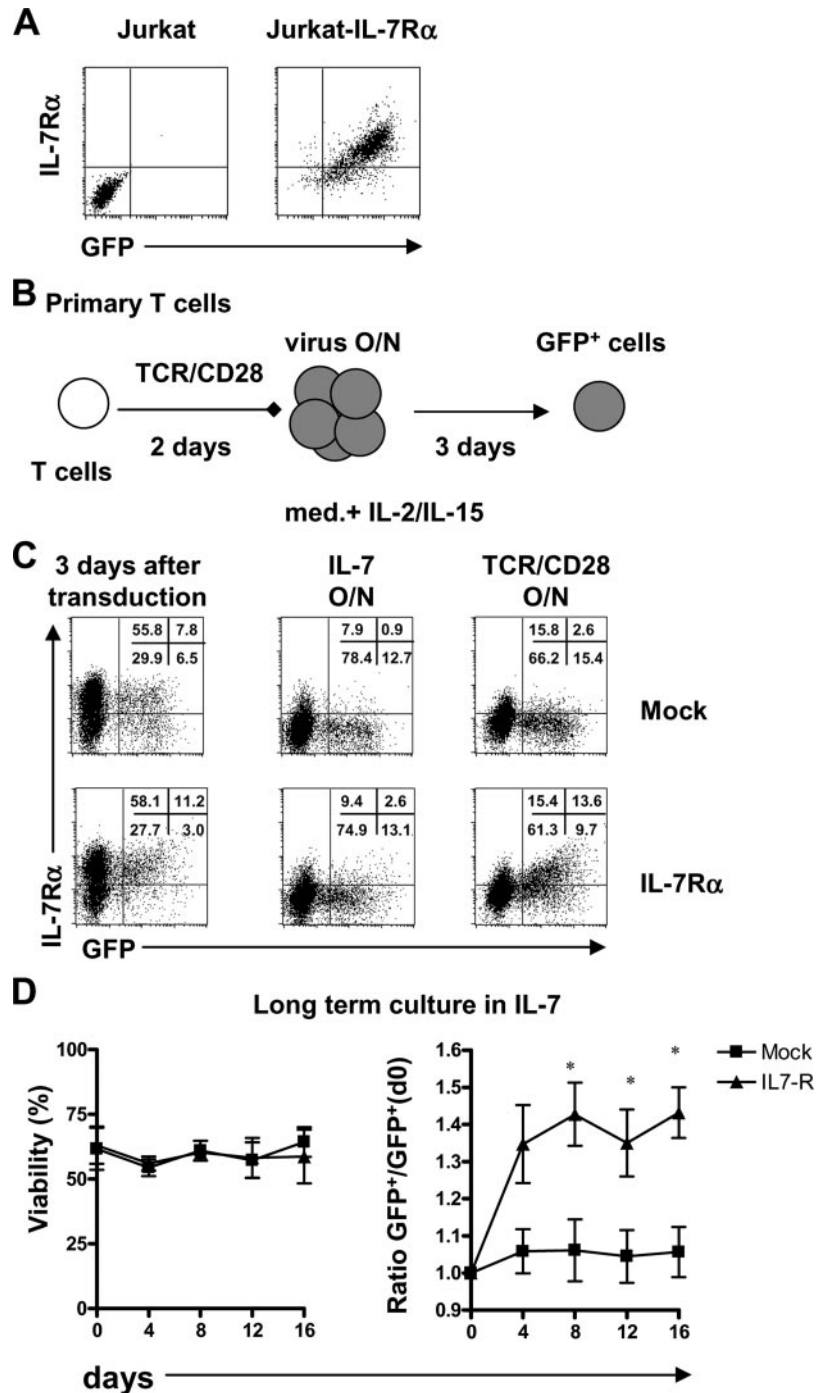 A
Jurkat
Jurkat-IL-7Rα
IL-7Rα
GFP
B
Primary T cells
virus O/N
GFP+ cells
TCR/CD28
2 days
3 days
T cells
med.+ IL-2/IL-15
C
3 days after
transduction
IL-7
O/N
TCR/CD28
O/N
55.8 7.8
29.9 6.5
7.9 0.9
78.4 12.7
15.8 2.6
66.2 15.4
Mock
58.1 11.2
27.7 3.0
9.4 2.6
74.9 13.1
15.4 13.6
61.3 9.7
IL-7Rα
IL-7Rα
GFP
D
Long term culture in IL-7
Viability (%)
100
75
50
25
0
0 4 8 12 16
Ratio GFP+/GFP+(d0)
1.6
1.5
1.4
1.3
1.2
1.1
1.0
0.9
0 4 8 12 16
* * *
Mock
IL7-R
days